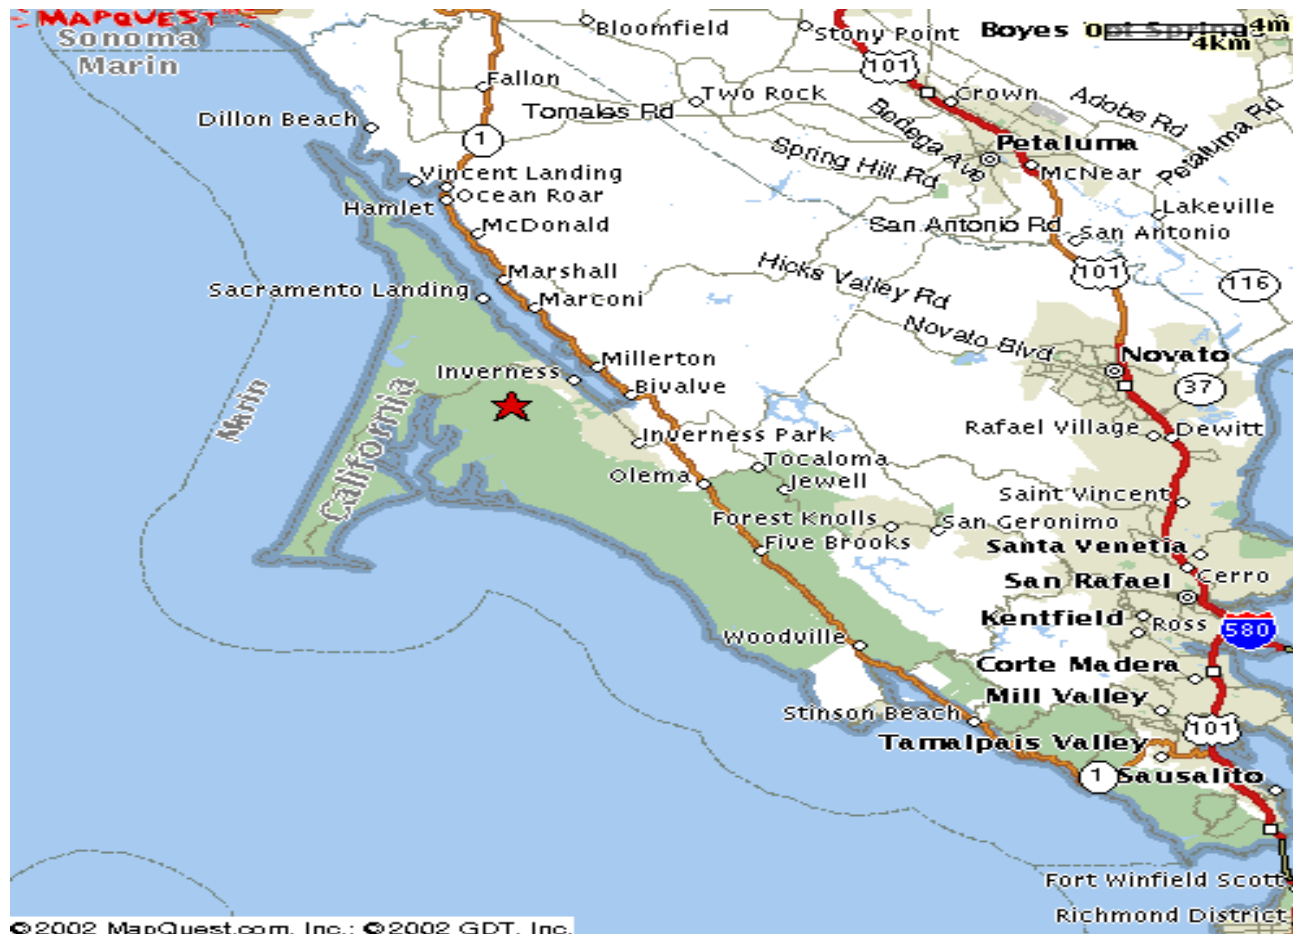 MAPQUEST
Sonoma
Marin
Bloomfield
Stony Point
Boyes
4m
4km
101
Fallon
Two Rock
Crown
Adobe Rd
Tomales Rd
Dillon Beach
Bodega Ave
Petaluma Rd
1
Petaluma
Spring Hill Rd
McNear
Vincent Landing
Ocean Roar
Hamlet
Lakeville
McDonald
San Antonio Rd
San Antonio
Marshall
Hicks Valley Rd
101
116
Sacramento Landing
Marconi
Novato Blvd
Novato
Millerton
Inverness
Bivalve
37
Marin
California
Inverness Park
Rafael Village
Dewitt
Tocaloma
Olema
Jewell
Saint Vincent
Forest Knolls
San Geronimo
Five Brooks
Santa Venetia
San Rafael
Cerro
Kentfield
Ross
580
Woodville
Corte Madera
Mill Valley
Stinson Beach
101
Tamalpais Valley
1
Sausalito
Fort Winfield Scott
Richmond District
©2002 MapQuest.com, Inc.; ©2002 GDT, Inc.